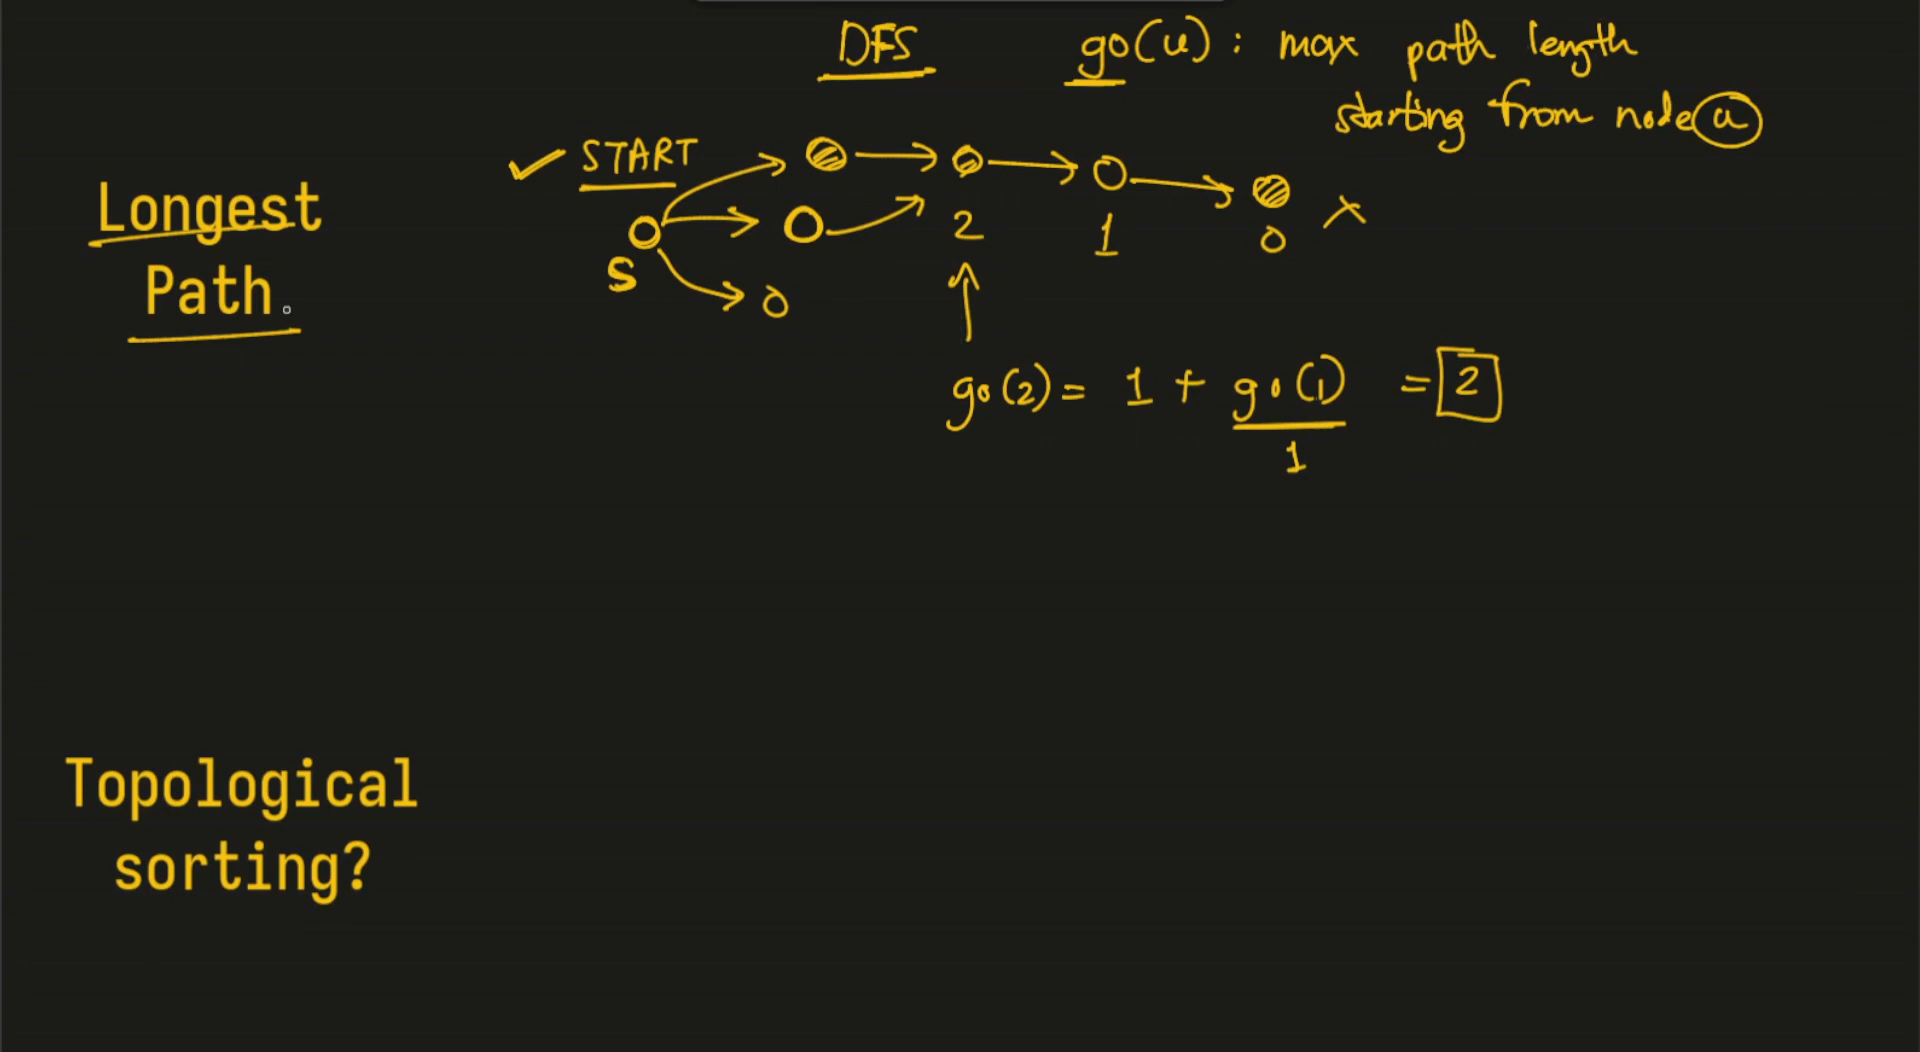 DFS
go(u): max path length
starting from node u
START
S
2
1
0
Longest
Path.
go(2) = 1 + go(1) = 2
1
Topological
sorting?